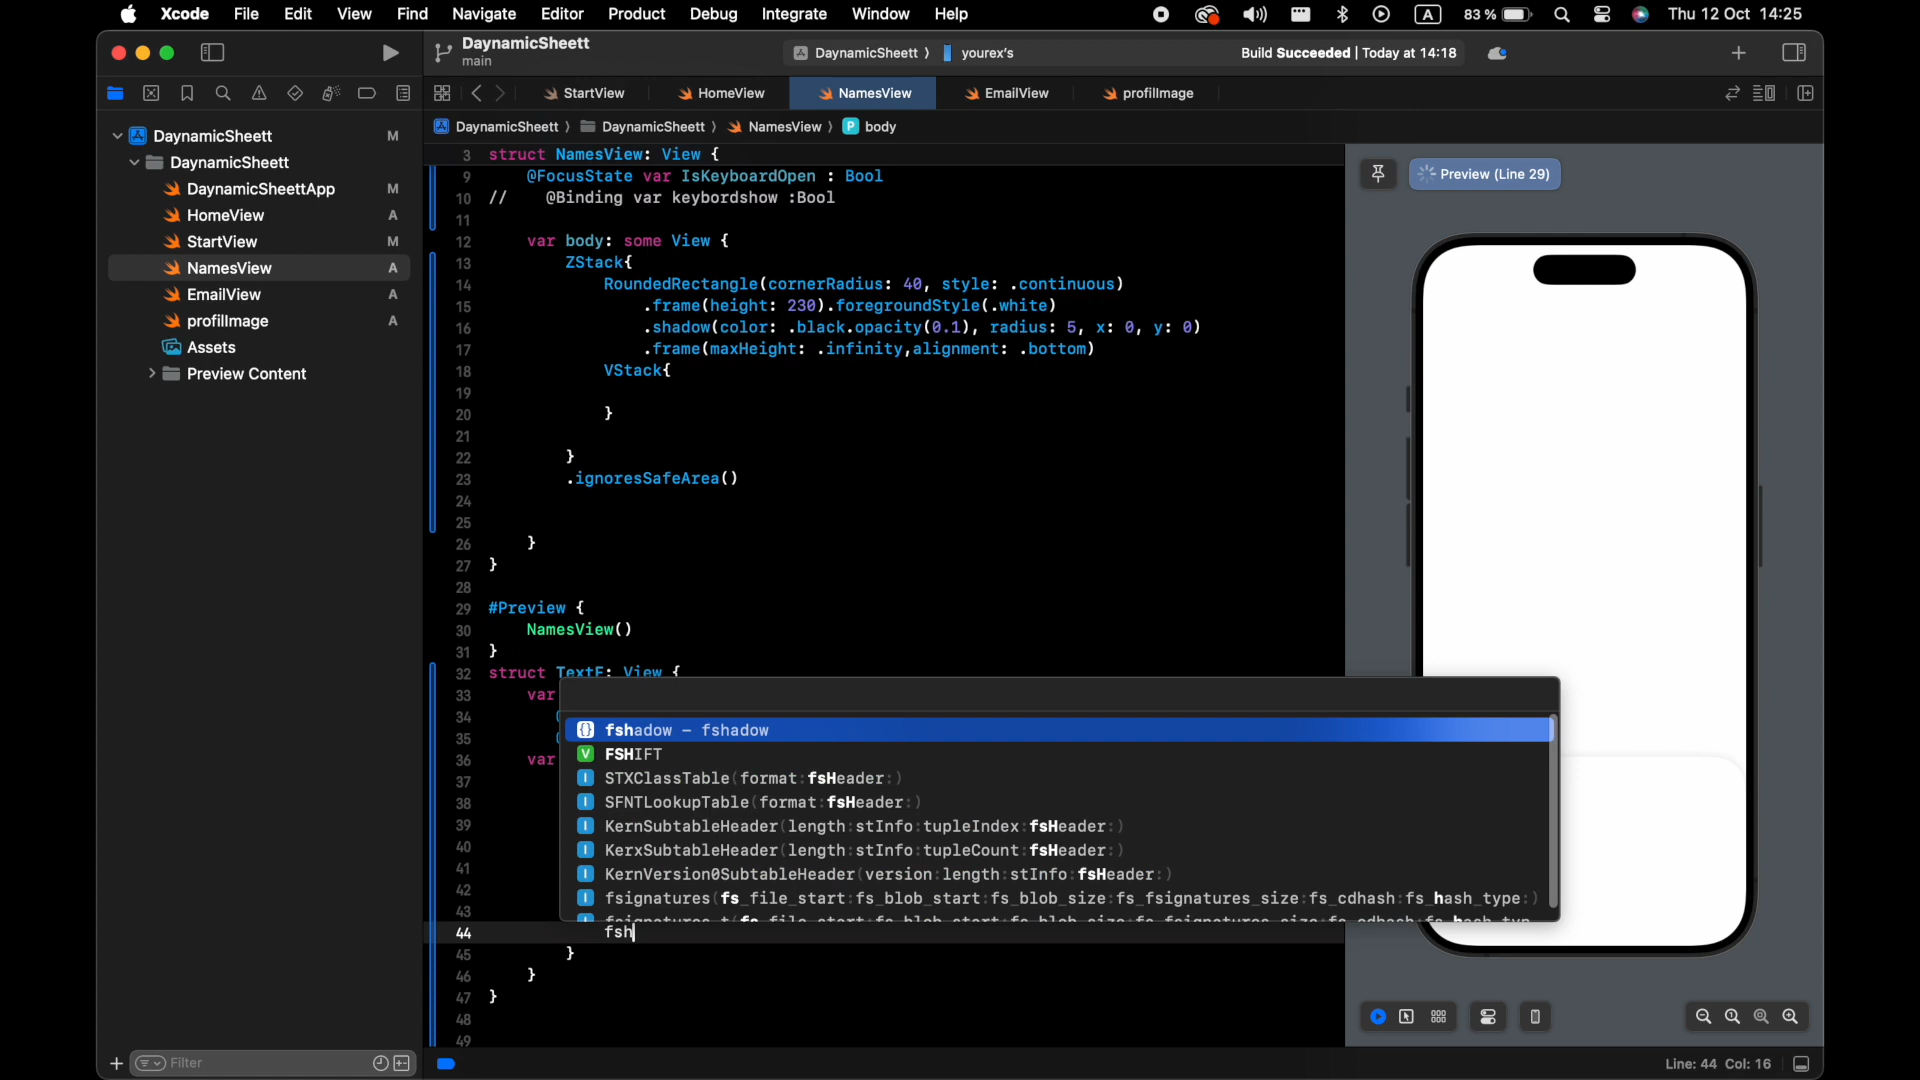 Xcode File Edit View Find Navigate Editor Product Debug Integrate Window Help A 83 % Thu 12 Oct 14:25
DaynamicSheett
main
DaynamicSheett ⟩ yourex's
Build Succeeded | Today at 14:18
StartView HomeView NamesView EmailView profilImage
DaynamicSheett ⟩ DaynamicSheett ⟩ NamesView ⟩ P body
DaynamicSheett M
DaynamicSheett
DaynamicSheettApp M
HomeView A
StartView M
NamesView A
EmailView A
profilImage A
Assets
Preview Content
Filter
3 struct NamesView: View {
9 @FocusState var IsKeyboardOpen : Bool
10 // @Binding var keybordshow :Bool
11
12 var body: some View {
13 ZStack{
14 RoundedRectangle(cornerRadius: 40, style: .continuous)
15 .frame(height: 230).foregroundStyle(.white)
16 .shadow(color: .black.opacity(0.1), radius: 5, x: 0, y: 0)
17 .frame(maxHeight: .infinity,alignment: .bottom)
18 VStack{
19
20 }
21
22 }
23 .ignoresSafeArea()
24
25
26 }
27 }
28
29 #Preview {
30 NamesView()
31 }
32 struct TextF: View {
33 var
34
35
36 var
37
38
39
40
41
42
43
44 fsh
45 }
46 }
47 }
48
49
{} fshadow – fshadow
V FSHIFT
I STXClassTable(format:fsHeader:)
I SFNTLookupTable(format:fsHeader:)
I KernSubtableHeader(length:stInfo:tupleIndex:fsHeader:)
I KerxSubtableHeader(length:stInfo:tupleCount:fsHeader:)
I KernVersion0SubtableHeader(version:length:stInfo:fsHeader:)
I fsignatures(fs_file_start:fs_blob_start:fs_blob_size:fs_fsignatures_size:fs_cdhash:fs_hash_type:)
Preview (Line 29)
Line: 44 Col: 16